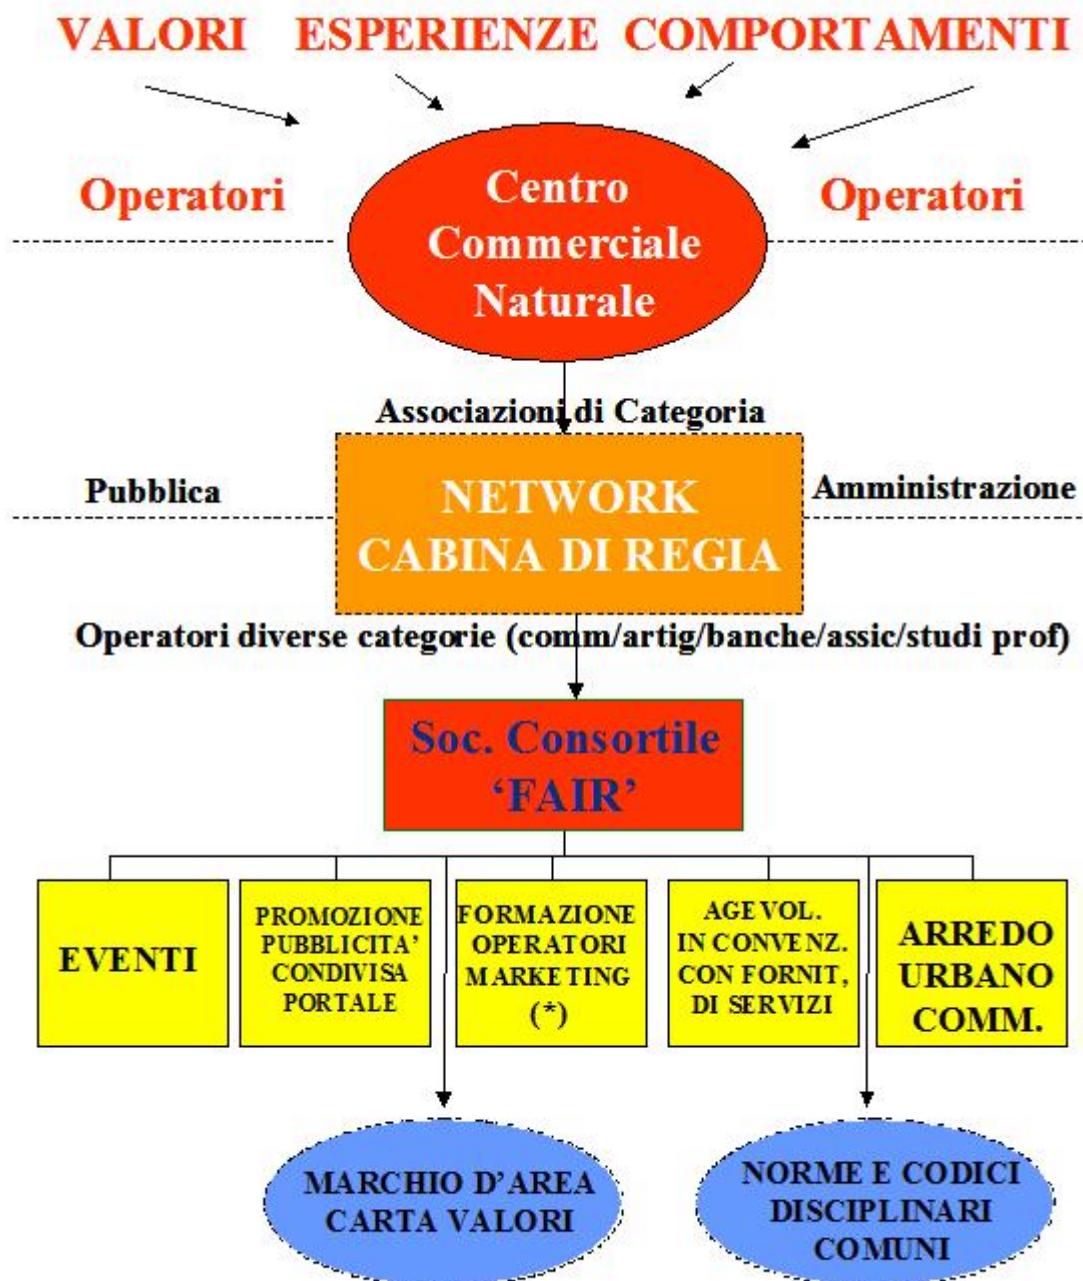 VALORI ESPERIENZE COMPORTAMENTI
Operatori
Centro
Commerciale
Naturale
Operatori
Associazioni di Categoria
Pubblica
NETWORK
CABINA DI REGIA
Amministrazione
Operatori diverse categorie (comm/artig/banche/assic/studi prof)
Soc. Consortile
‘FAIR’
EVENTI
PROMOZIONE
PUBBLICITA’
CONDIVISA
PORTALE
FORMAZIONE
OPERATORI
MARKETING
(*)
AGEVOL.
IN CONVENZ.
CON FORNIT,
DI SERVIZI
ARREDO
URBANO
COMM.
MARCHIO D’AREA
CARTA VALORI
NORME E CODICI
DISCIPLINARI
COMUNI